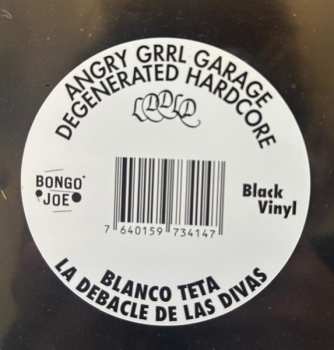 ANGRY GRRL GARAGE
DEGENERATED HARDCORE
BONGO JOE
Black Vinyl
7 640159 734147
BLANCO TETA
LA DEBACLE DE LAS DIVAS